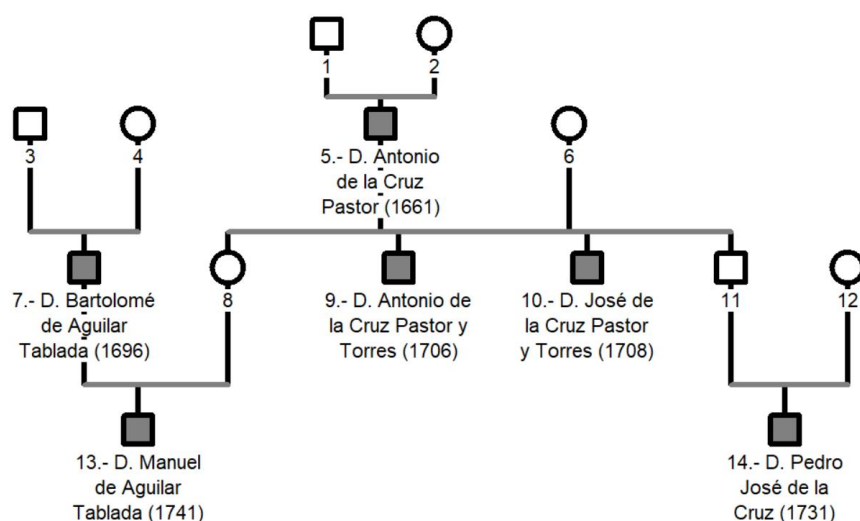 1
2
3
4
5.- D. Antonio
de la Cruz
Pastor (1661)
6
7.- D. Bartolomé
de Aguilar
Tablada (1696)
8
9.- D. Antonio de
la Cruz Pastor y
Torres (1706)
10.- D. José de
la Cruz Pastor
y Torres (1708)
11
12
13.- D. Manuel
de Aguilar
Tablada (1741)
14.- D. Pedro
José de la
Cruz (1731)